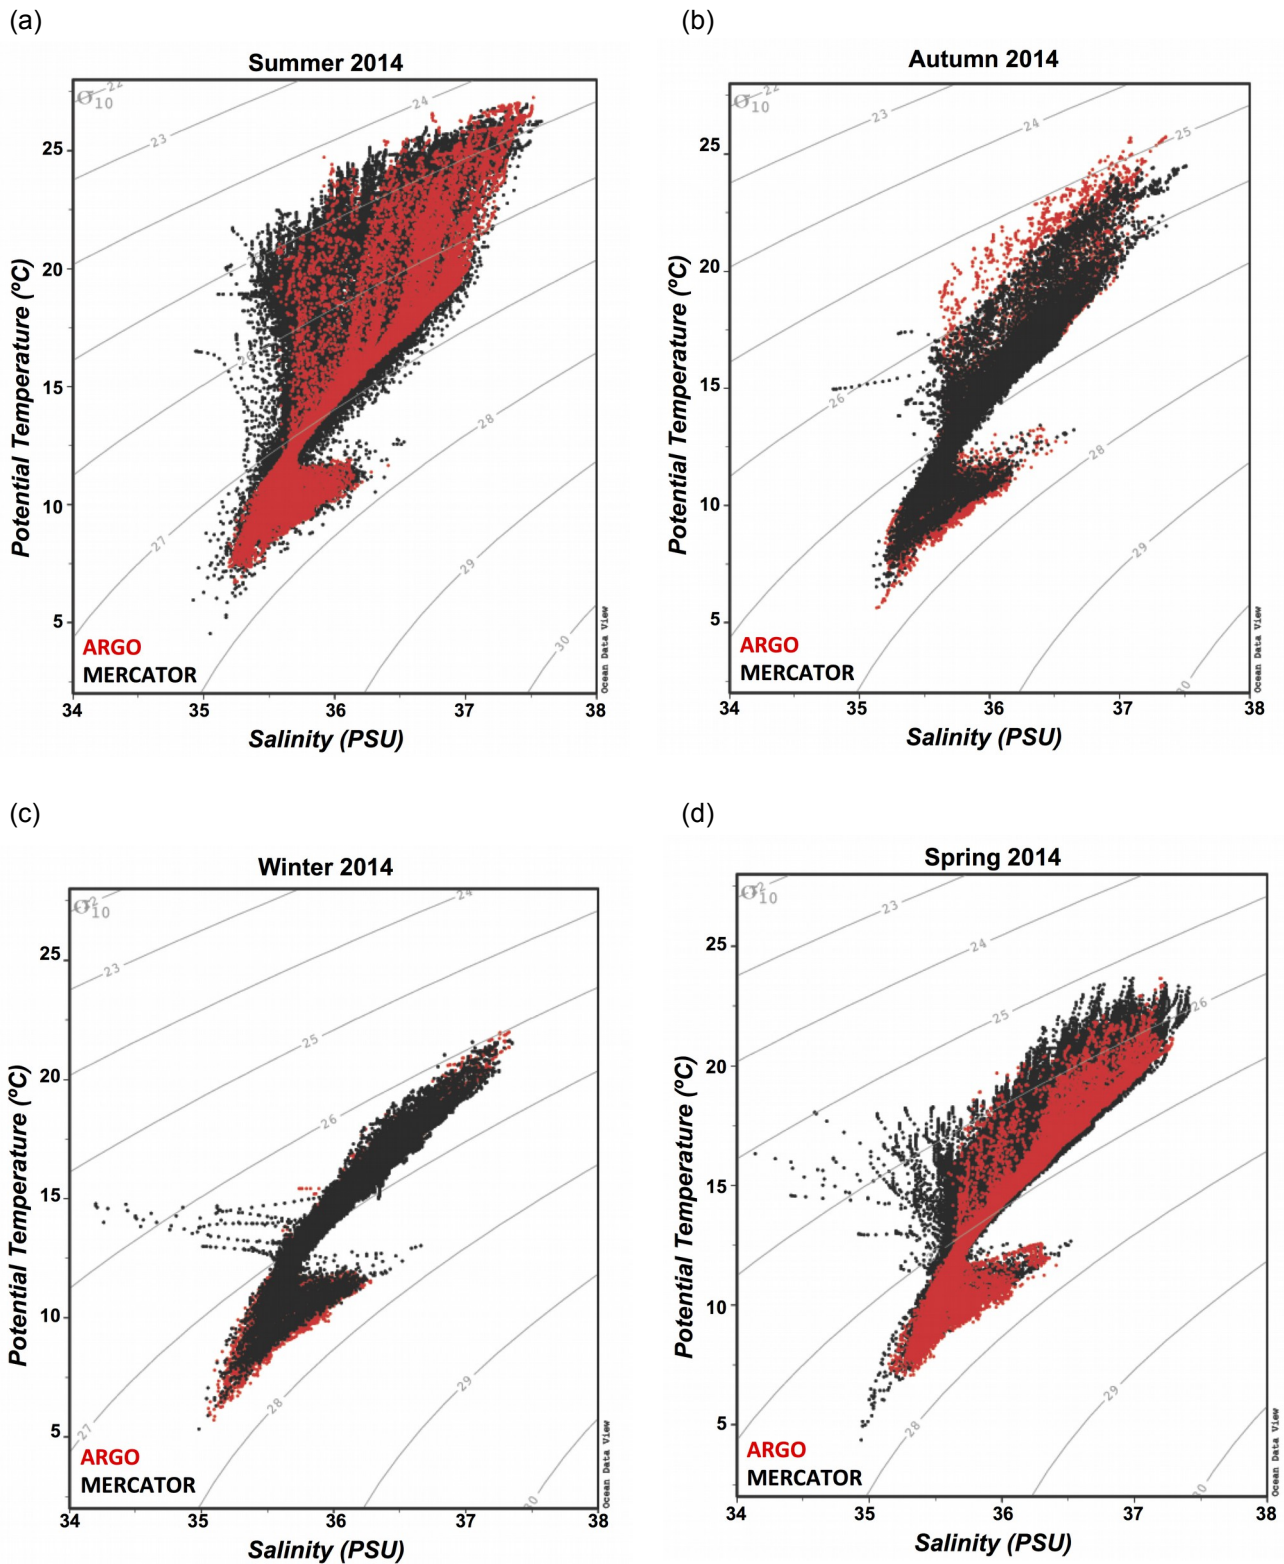 (a)
Summer 2014
σ10
22
23
24
25
20
15
10
5
27
28
29
30
ARGO
MERCATOR
Potential Temperature (ºC)
34 35 36 37 38
Salinity (PSU)
Ocean Data View
(b)
Autumn 2014
σ10
22
23
24
25
25
20
15
10
5
26
28
29
30
ARGO
MERCATOR
Potential Temperature (ºC)
34 35 36 37 38
Salinity (PSU)
Ocean Data View
(c)
Winter 2014
σ10
23
24
25
26
25
20
15
10
5
27
28
29
30
ARGO
MERCATOR
Potential Temperature (ºC)
34 35 36 37 38
Salinity (PSU)
Ocean Data View
(d)
Spring 2014
σ10
23
24
25
26
25
20
15
10
5
28
29
30
ARGO
MERCATOR
Potential Temperature (ºC)
34 35 36 37 38
Salinity (PSU)
Ocean Data View